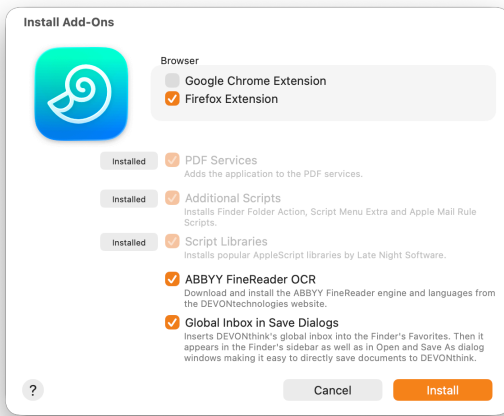 Install Add-Ons
Browser
Google Chrome Extension
Firefox Extension
Installed
PDF Services
Adds the application to the PDF services.
Installed
Additional Scripts
Installs Finder Folder Action, Script Menu Extra and Apple Mail Rule
Scripts.
Installed
Script Libraries
Installs popular AppleScript libraries by Late Night Software.
ABBYY FineReader OCR
Download and install the ABBYY FineReader engine and languages from
the DEVONtechnologies website.
Global Inbox in Save Dialogs
Inserts DEVONthink's global inbox into the Finder's Favorites. Then it
appears in the Finder's sidebar as well as in Open and Save As dialog
windows making it easy to directly save documents to DEVONthink.
?
Cancel
Install